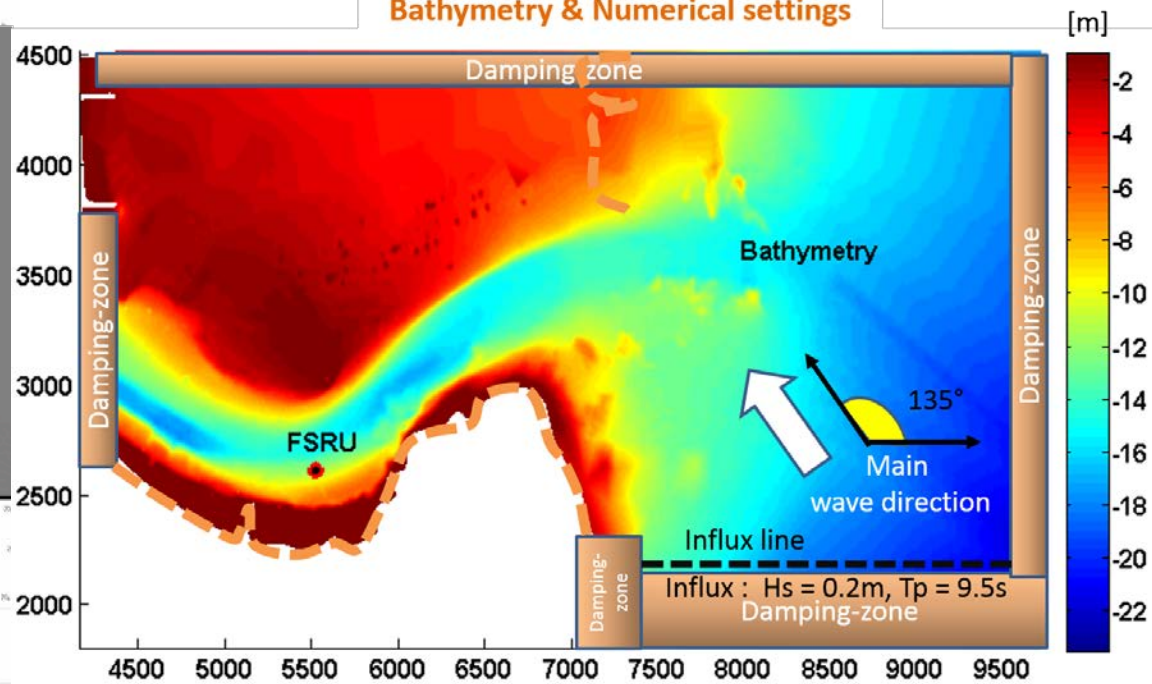 Bathymetry & Numerical settings
[m]
4500
4000
3500
3000
2500
2000
Damping-zone
Damping-zone
Damping-zone
Bathymetry
FSRU
135°
Main
wave direction
Influx line
Influx : Hs = 0.2m, Tp = 9.5s
Damping-
zone
Damping-zone
4500 5000 5500 6000 6500 7000 7500 8000 8500 9000 9500
-2
-4
-6
-8
-10
-12
-14
-16
-18
-20
-22